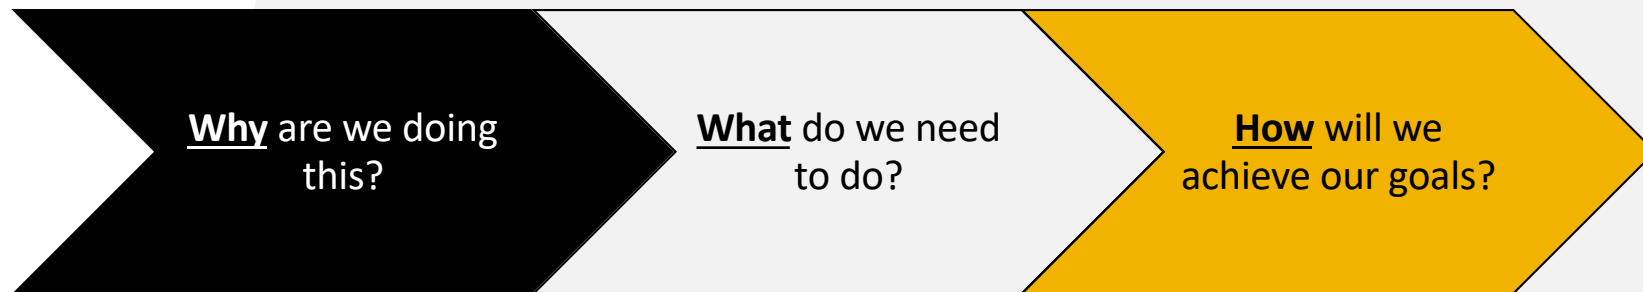 Why are we doing
this?
What do we need
to do?
How will we
achieve our goals?